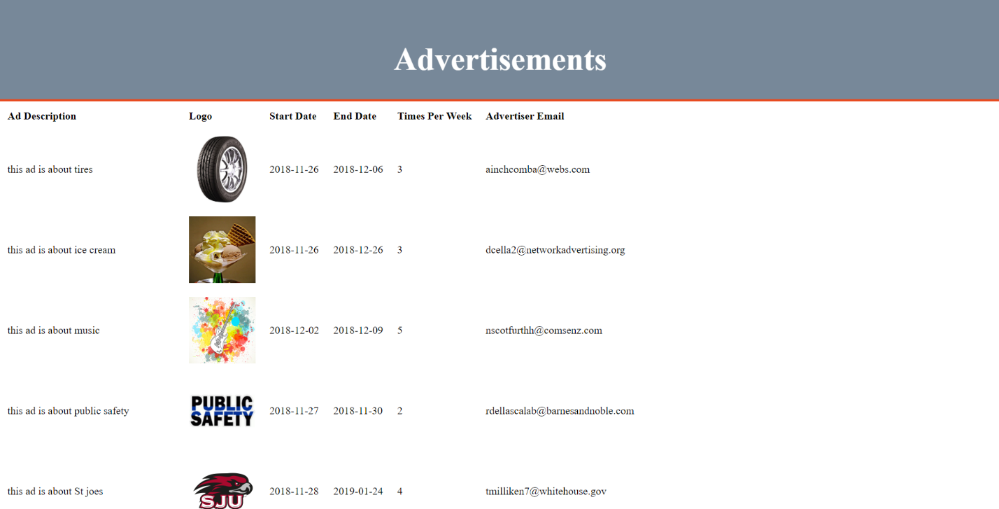 Advertisements
Ad Description Logo Start Date End Date Times Per Week Advertiser Email
this ad is about tires 2018-11-26 2018-12-06 3 ainchcomba@webs.com
this ad is about ice cream 2018-11-26 2018-12-26 3 dcella2@networkadvertising.org
this ad is about music 2018-12-02 2018-12-09 5 nscotfurthh@comsenz.com
this ad is about public safety PUBLIC SAFETY 2018-11-27 2018-11-30 2 rdellascalab@barnesandnoble.com
this ad is about St joes SJU 2018-11-28 2019-01-24 4 tmilliken7@whitehouse.gov